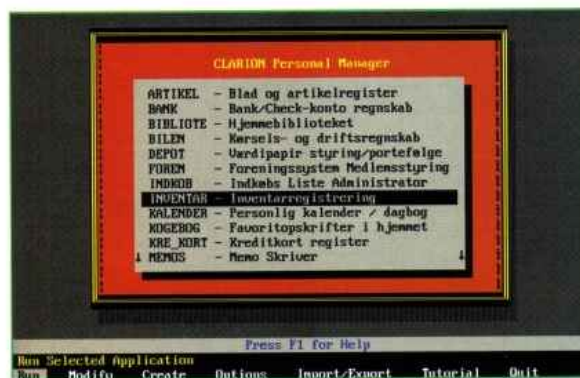 CLARION Personal Manager
ARTIKEL – Blad og artikelregister
BANK – Bank/Check-konto regnskab
BIBLIOTE – Hjemmebiblioteket
BILEN – Kørsels- og driftsregnskab
DEPOT – Værdipapir styring/portefølge
FOREN – Foreningssystem Medlemsstyring
INDKOB – Indkøbs Liste Administrator
INVENTAR – Inventarregistrering
KALENDER – Personlig kalender / dagbog
KOGEBOG – Favoritopskrifter i hjemmet
KRE_KORT – Kreditkort register
↓ MEMOS – Memo Skriver ↓
Press F1 for Help
Run Selected Application
Run Modify Create Options Import/Export Tutorial Quit